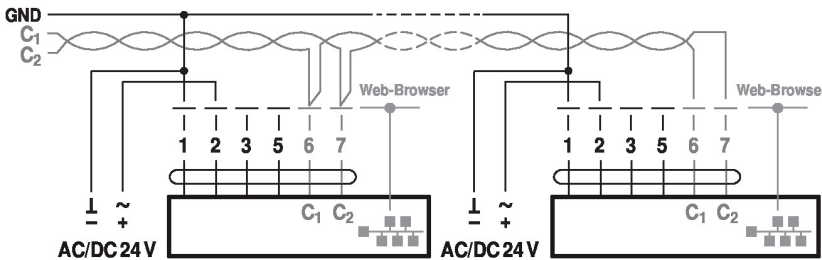 GND
C1
C2
Web-Browser Web-Browse
1 2 3 5 6 7 1 2 3 5 6 7
C1 C2 C1 C2
⊥ ~ ⊥ ~
− + − +
AC/DC 24 V AC/DC 24 V